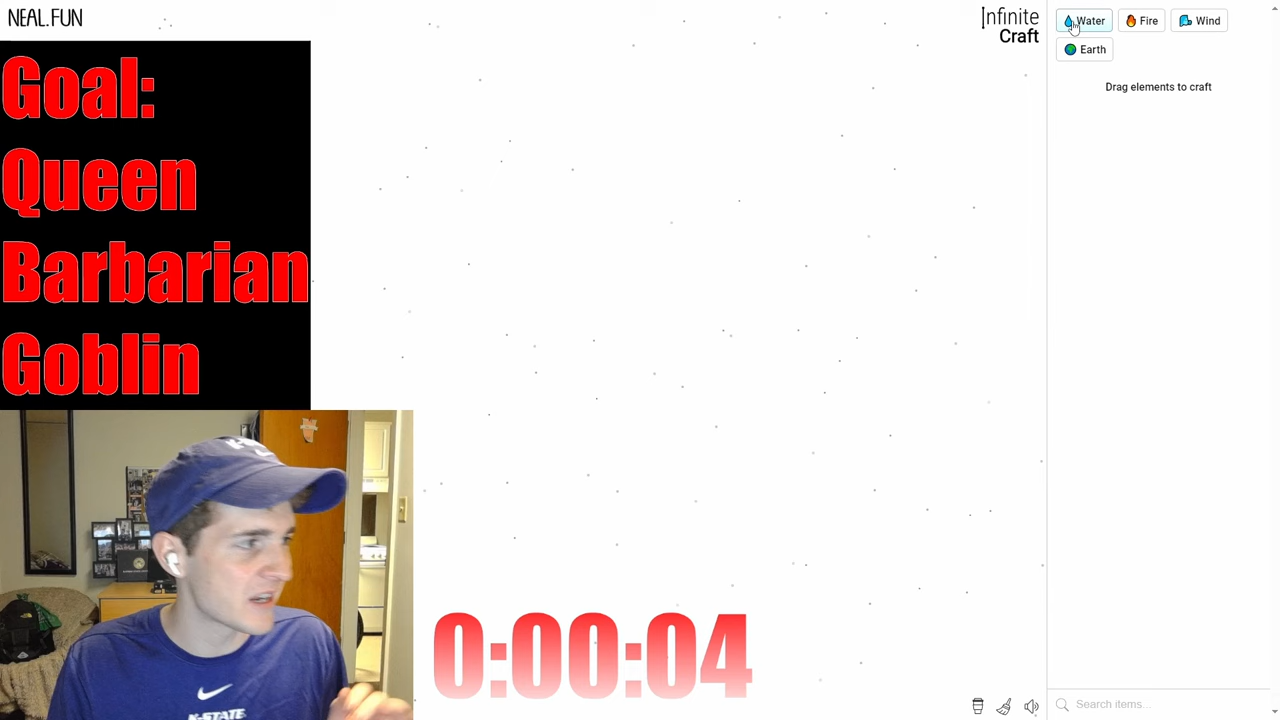 NEAL.FUN
Infinite
Craft
Water
Fire
Wind
Earth
Drag elements to craft
Goal:
Queen
Barbarian
Goblin
K-STATE
0:00:04
Search items...